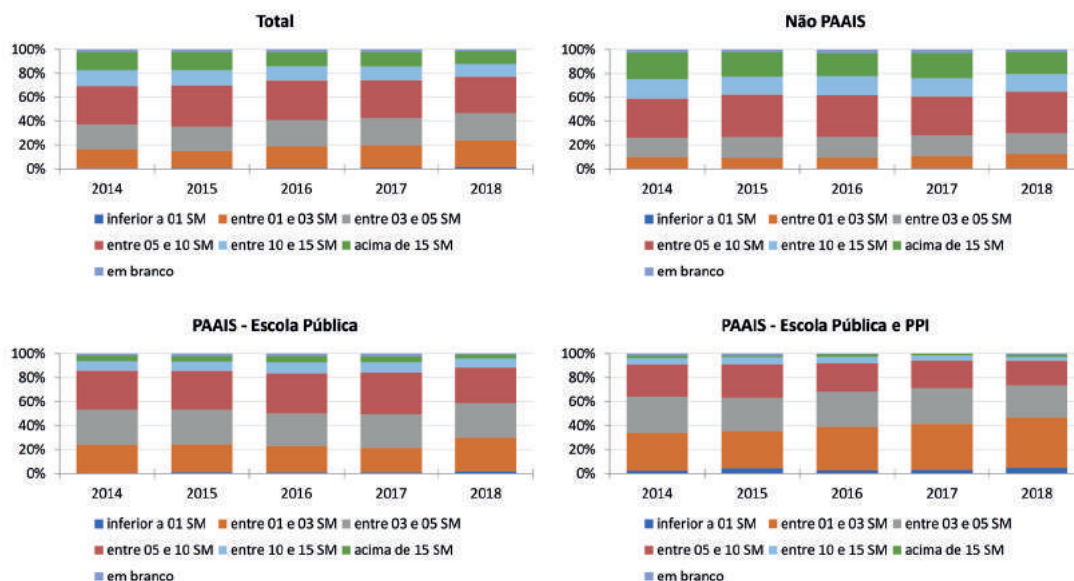 Total
100%
80%
60%
40%
20%
0%
2014 2015 2016 2017 2018
inferior a 01 SM entre 01 e 03 SM entre 03 e 05 SM
entre 05 e 10 SM entre 10 e 15 SM acima de 15 SM
em branco
Não PAAIS
100%
80%
60%
40%
20%
0%
2014 2015 2016 2017 2018
inferior a 01 SM entre 01 e 03 SM entre 03 e 05 SM
entre 05 e 10 SM entre 10 e 15 SM acima de 15 SM
em branco
PAAIS - Escola Pública
100%
80%
60%
40%
20%
0%
2014 2015 2016 2017 2018
inferior a 01 SM entre 01 e 03 SM entre 03 e 05 SM
entre 05 e 10 SM entre 10 e 15 SM acima de 15 SM
em branco
PAAIS - Escola Pública e PPI
100%
80%
60%
40%
20%
0%
2014 2015 2016 2017 2018
inferior a 01 SM entre 01 e 03 SM entre 03 e 05 SM
entre 05 e 10 SM entre 10 e 15 SM acima de 15 SM
em branco